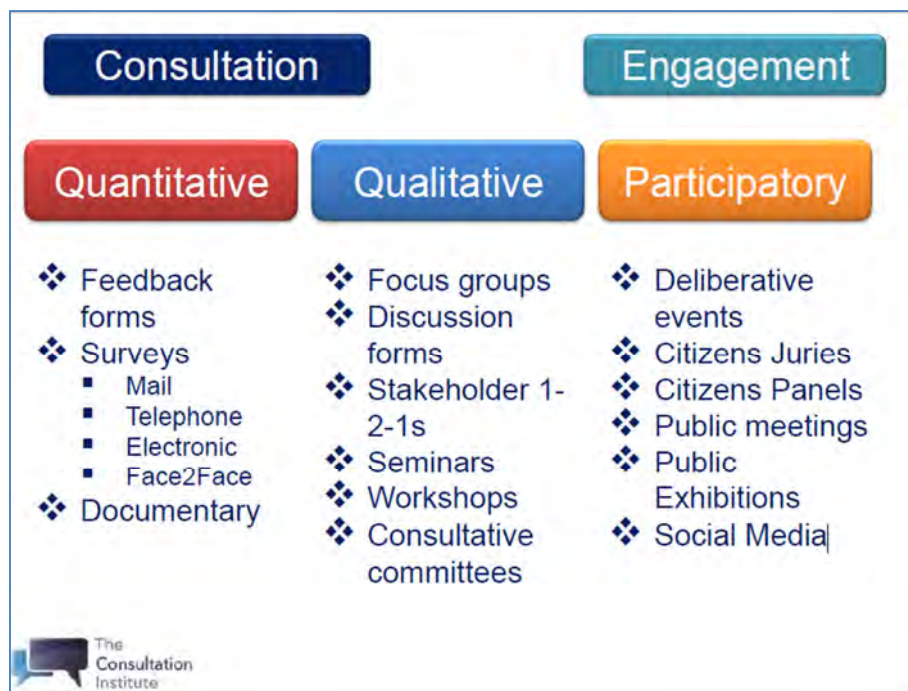 Consultation
Engagement
Quantitative
Qualitative
Participatory
❖ Feedback
forms
❖ Surveys
▪ Mail
▪ Telephone
▪ Electronic
▪ Face2Face
❖ Documentary
❖ Focus groups
❖ Discussion
forms
❖ Stakeholder 1-
2-1s
❖ Seminars
❖ Workshops
❖ Consultative
committees
❖ Deliberative
events
❖ Citizens Juries
❖ Citizens Panels
❖ Public meetings
❖ Public
Exhibitions
❖ Social Media
The
Consultation
Institute